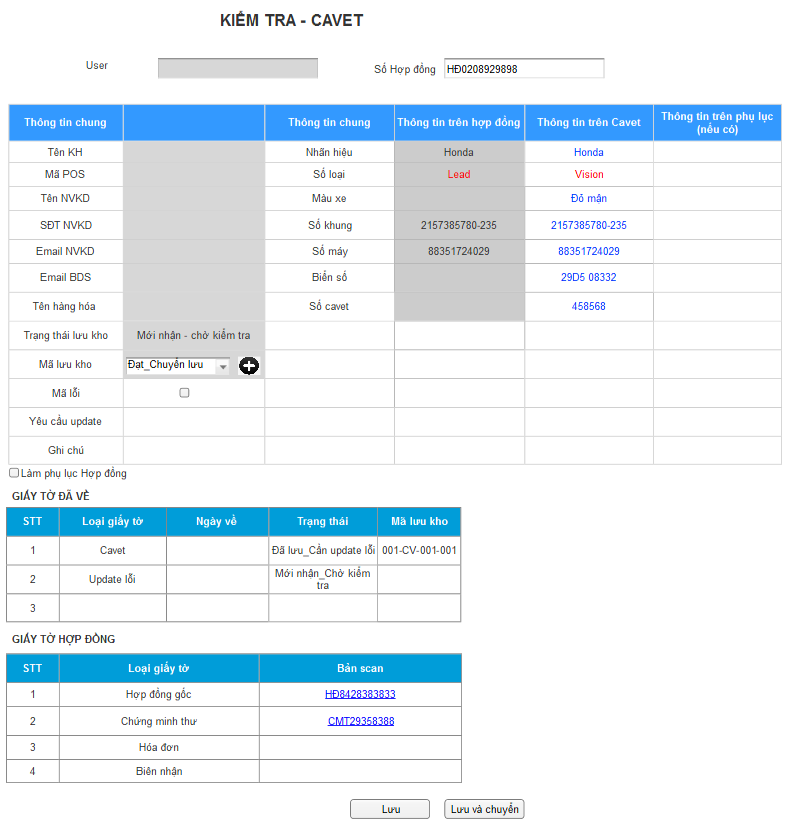 KIỂM TRA - CAVET
User
Số Hợp đồng HĐ0208929898
Thông tin chung Thông tin chung Thông tin trên hợp đồng Thông tin trên Cavet Thông tin trên phụ lục
(nếu có)
Tên KH Nhãn hiệu Honda Honda
Mã POS Số loại Lead Vision
Tên NVKD Màu xe Đỏ mận
SĐT NVKD Số khung 2157385780-235 2157385780-235
Email NVKD Số máy 88351724029 88351724029
Email BDS Biển số 29D5 08332
Tên hàng hóa Số cavet 458568
Trạng thái lưu kho Mới nhận - chờ kiểm tra
Mã lưu kho Đạt_Chuyển lưu
Mã lỗi
Yêu cầu update
Ghi chú
Làm phụ lục Hợp đồng
GIẤY TỜ ĐÃ VỀ
STT Loại giấy tờ Ngày về Trạng thái Mã lưu kho
1 Cavet Đã lưu_Cần update lỗi 001-CV-001-001
2 Update lỗi Mới nhận_Chờ kiểm
tra
3
GIẤY TỜ HỢP ĐỒNG
STT Loại giấy tờ Bản scan
1 Hợp đồng gốc HĐ8428383833
2 Chứng minh thư CMT29358388
3 Hóa đơn
4 Biên nhận
Lưu Lưu và chuyển